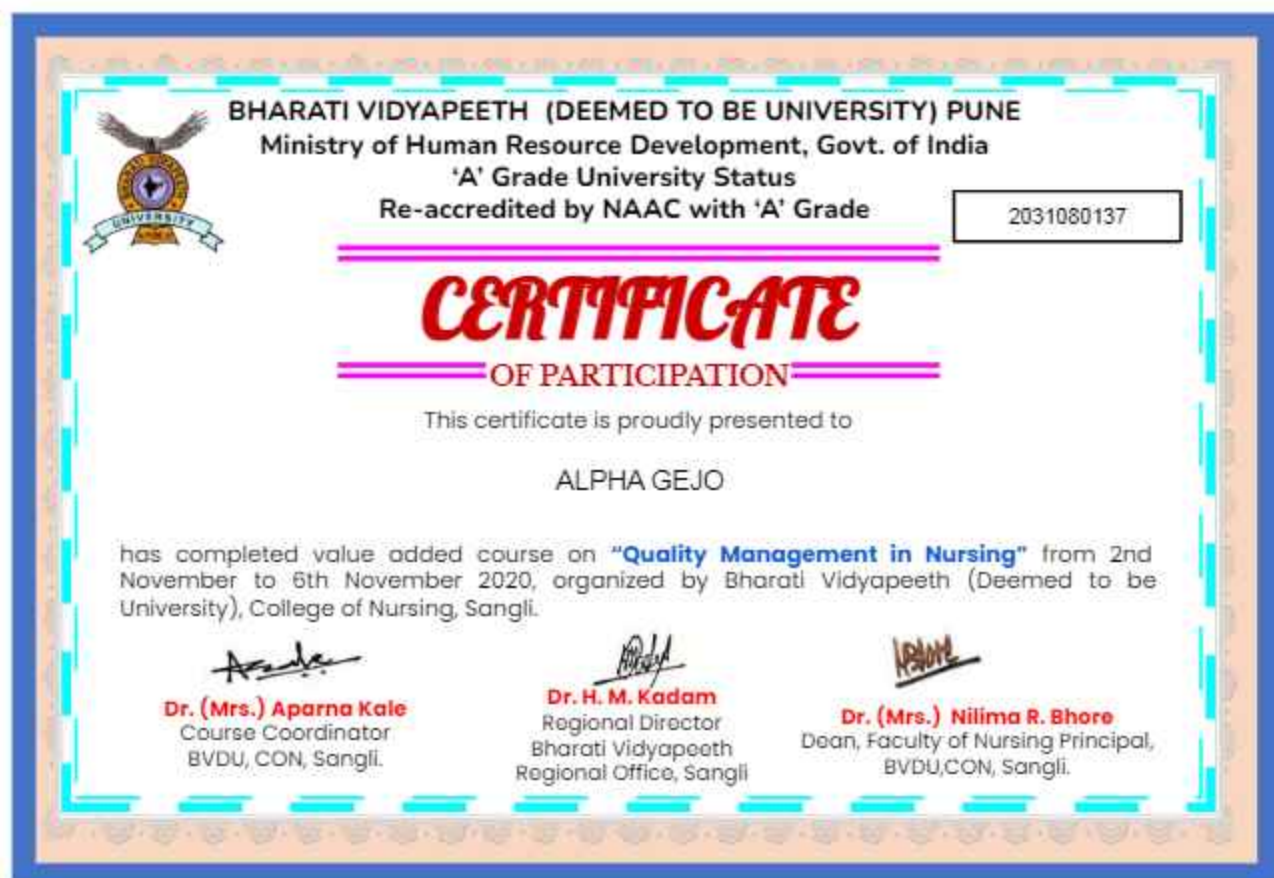 BHARATI VIDYAPEETH (DEEMED TO BE UNIVERSITY) PUNE
Ministry of Human Resource Development, Govt. of India
‘A’ Grade University Status
Re-accredited by NAAC with ‘A’ Grade
2031080137
BHARATI VIDYAPEETH
UNIVERSITY
CERTIFICATE
OF PARTICIPATION
This certificate is proudly presented to
ALPHA GEJO
has completed value added course on “Quality Management in Nursing” from 2nd
November to 6th November 2020, organized by Bharati Vidyapeeth (Deemed to be
University), College of Nursing, Sangli.
Dr. (Mrs.) Aparna Kale
Course Coordinator
BVDU, CON, Sangli.
Dr. H. M. Kadam
Regional Director
Bharati Vidyapeeth
Regional Office, Sangli
Dr. (Mrs.) Nilima R. Bhore
Dean, Faculty of Nursing Principal,
BVDU,CON, Sangli.